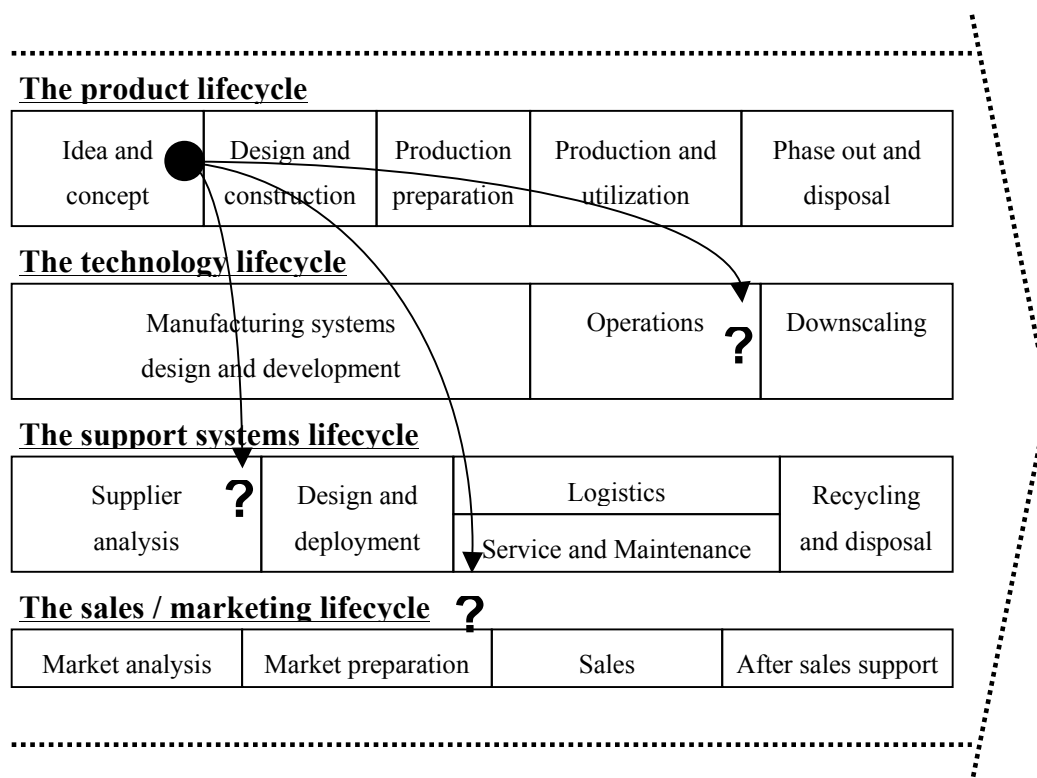 The product lifecycle
Idea and
concept
Design and
construction
Production
preparation
Production and
utilization
Phase out and
disposal
The technology lifecycle
Manufacturing systems
design and development
Operations
?
Downscaling
The support systems lifecycle
Supplier
analysis
?
Design and
deployment
Logistics
Service and Maintenance
Recycling
and disposal
The sales / marketing lifecycle
?
Market analysis
Market preparation
Sales
After sales support